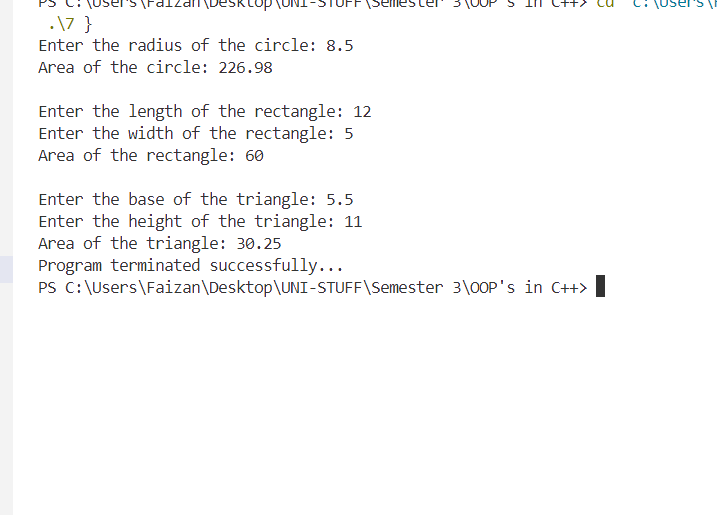 PS C:\Users\Faizan\Desktop\UNI-STUFF\Semester 3\OOP's in C++> cd "c:\Users\F
.\7 }
Enter the radius of the circle: 8.5
Area of the circle: 226.98
Enter the length of the rectangle: 12
Enter the width of the rectangle: 5
Area of the rectangle: 60
Enter the base of the triangle: 5.5
Enter the height of the triangle: 11
Area of the triangle: 30.25
Program terminated successfully...
PS C:\Users\Faizan\Desktop\UNI-STUFF\Semester 3\OOP's in C++>